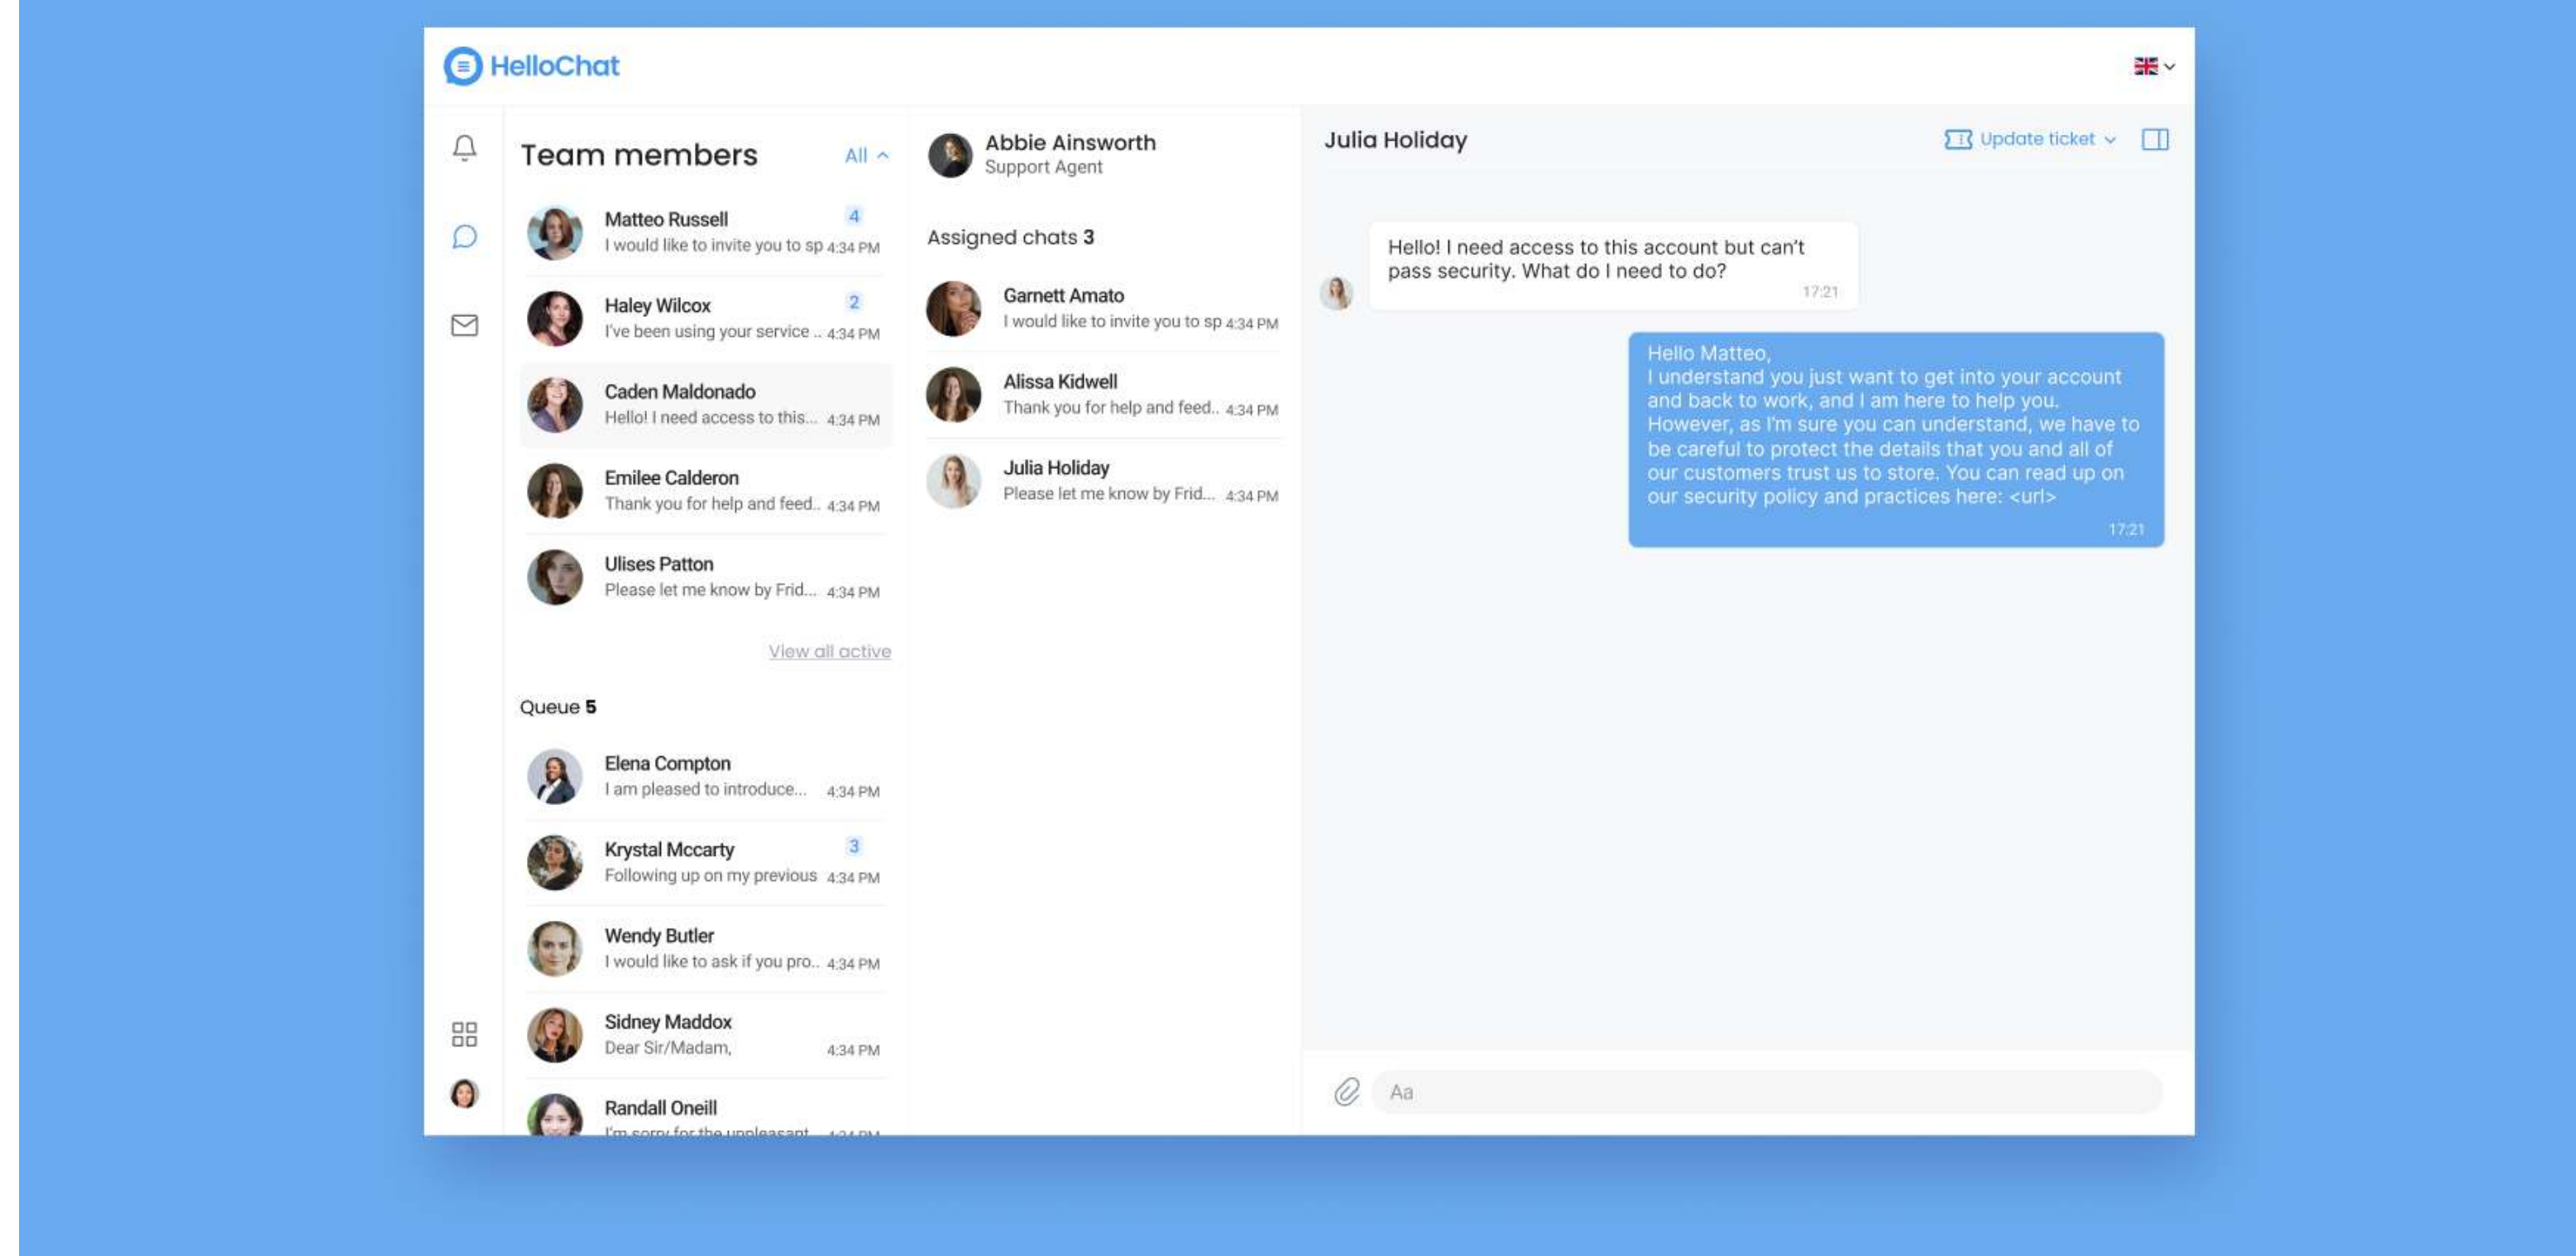 HelloChat
Team members
All
Matteo Russell
4
I would like to invite you to sp 4:34 PM
Haley Wilcox
2
I've been using your service .. 4:34 PM
Caden Maldonado
Hello! I need access to this... 4:34 PM
Emilee Calderon
Thank you for help and feed.. 4:34 PM
Ulises Patton
Please let me know by Frid... 4:34 PM
View all active
Queue 5
Elena Compton
I am pleased to introduce... 4:34 PM
Krystal Mccarty
3
Following up on my previous 4:34 PM
Wendy Butler
I would like to ask if you pro.. 4:34 PM
Sidney Maddox
Dear Sir/Madam, 4:34 PM
Randall Oneill
I'm sorry for the unpleasant 4:34 PM
Abbie Ainsworth
Support Agent
Assigned chats 3
Garnett Amato
I would like to invite you to sp 4:34 PM
Alissa Kidwell
Thank you for help and feed.. 4:34 PM
Julia Holiday
Please let me know by Frid... 4:34 PM
Julia Holiday
Update ticket
Hello! I need access to this account but can't
pass security. What do I need to do?
17:21
Hello Matteo,
I understand you just want to get into your account
and back to work, and I am here to help you.
However, as I'm sure you can understand, we have to
be careful to protect the details that you and all of
our customers trust us to store. You can read up on
our security policy and practices here: <url>
17:21
Aa